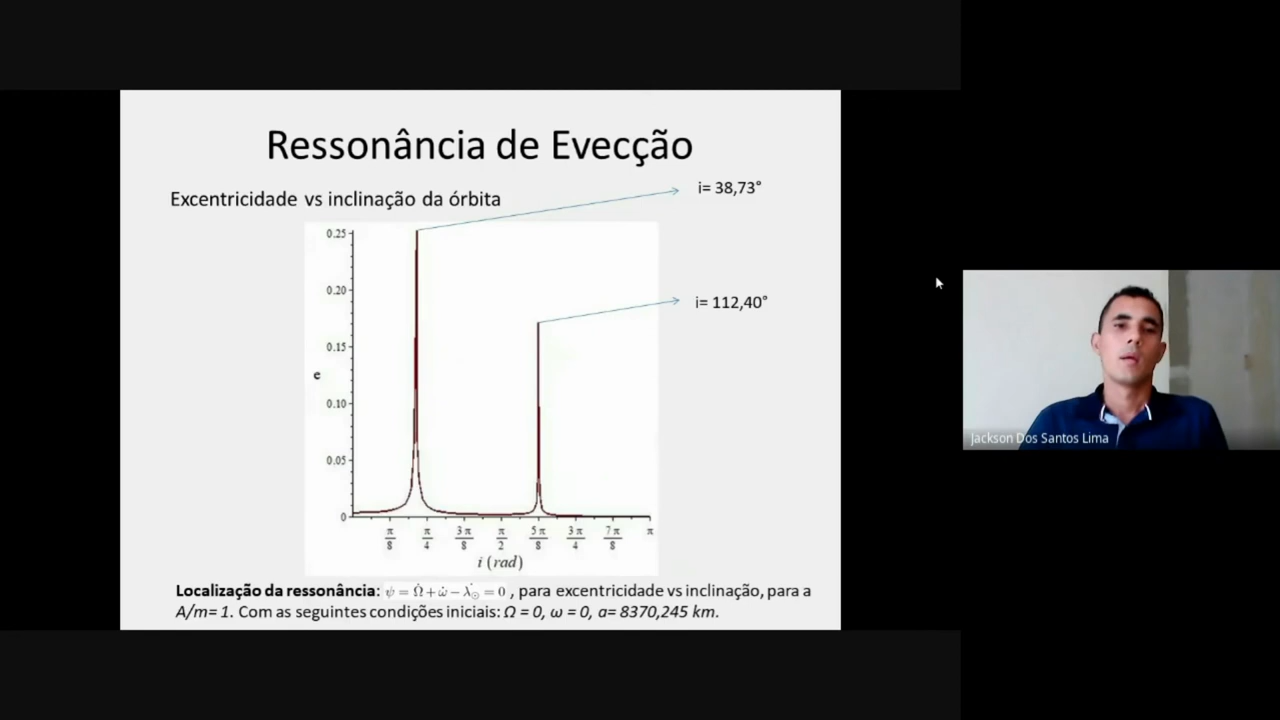 Ressonância de Evecção
Excentricidade vs inclinação da órbita
i= 38,73°
i= 112,40°
0.25
0.20
0.15
e
0.10
0.05
0
π/8 π/4 3π/8 π/2 5π/8 3π/4 7π/8 π
i (rad)
Localização da ressonância: ψ̇ = Ω̇ + ω̇ − λ̇☉ = 0 , para excentricidade vs inclinação, para a
A/m= 1. Com as seguintes condições iniciais: Ω = 0, ω = 0, a= 8370,245 km.
Jackson Dos Santos Lima